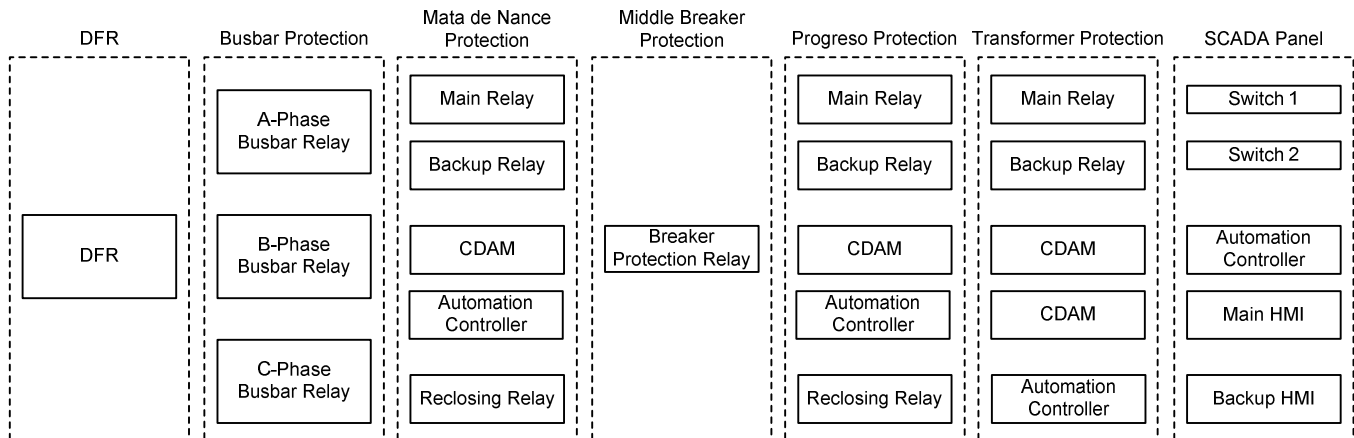 DFR
Busbar Protection
Mata de Nance
Protection
Middle Breaker
Protection
Progreso Protection
Transformer Protection
SCADA Panel
DFR
A-Phase
Busbar Relay
B-Phase
Busbar Relay
C-Phase
Busbar Relay
Main Relay
Backup Relay
CDAM
Automation
Controller
Reclosing Relay
Breaker
Protection Relay
Main Relay
Backup Relay
CDAM
Automation
Controller
Reclosing Relay
Main Relay
Backup Relay
CDAM
CDAM
Automation
Controller
Switch 1
Switch 2
Automation
Controller
Main HMI
Backup HMI